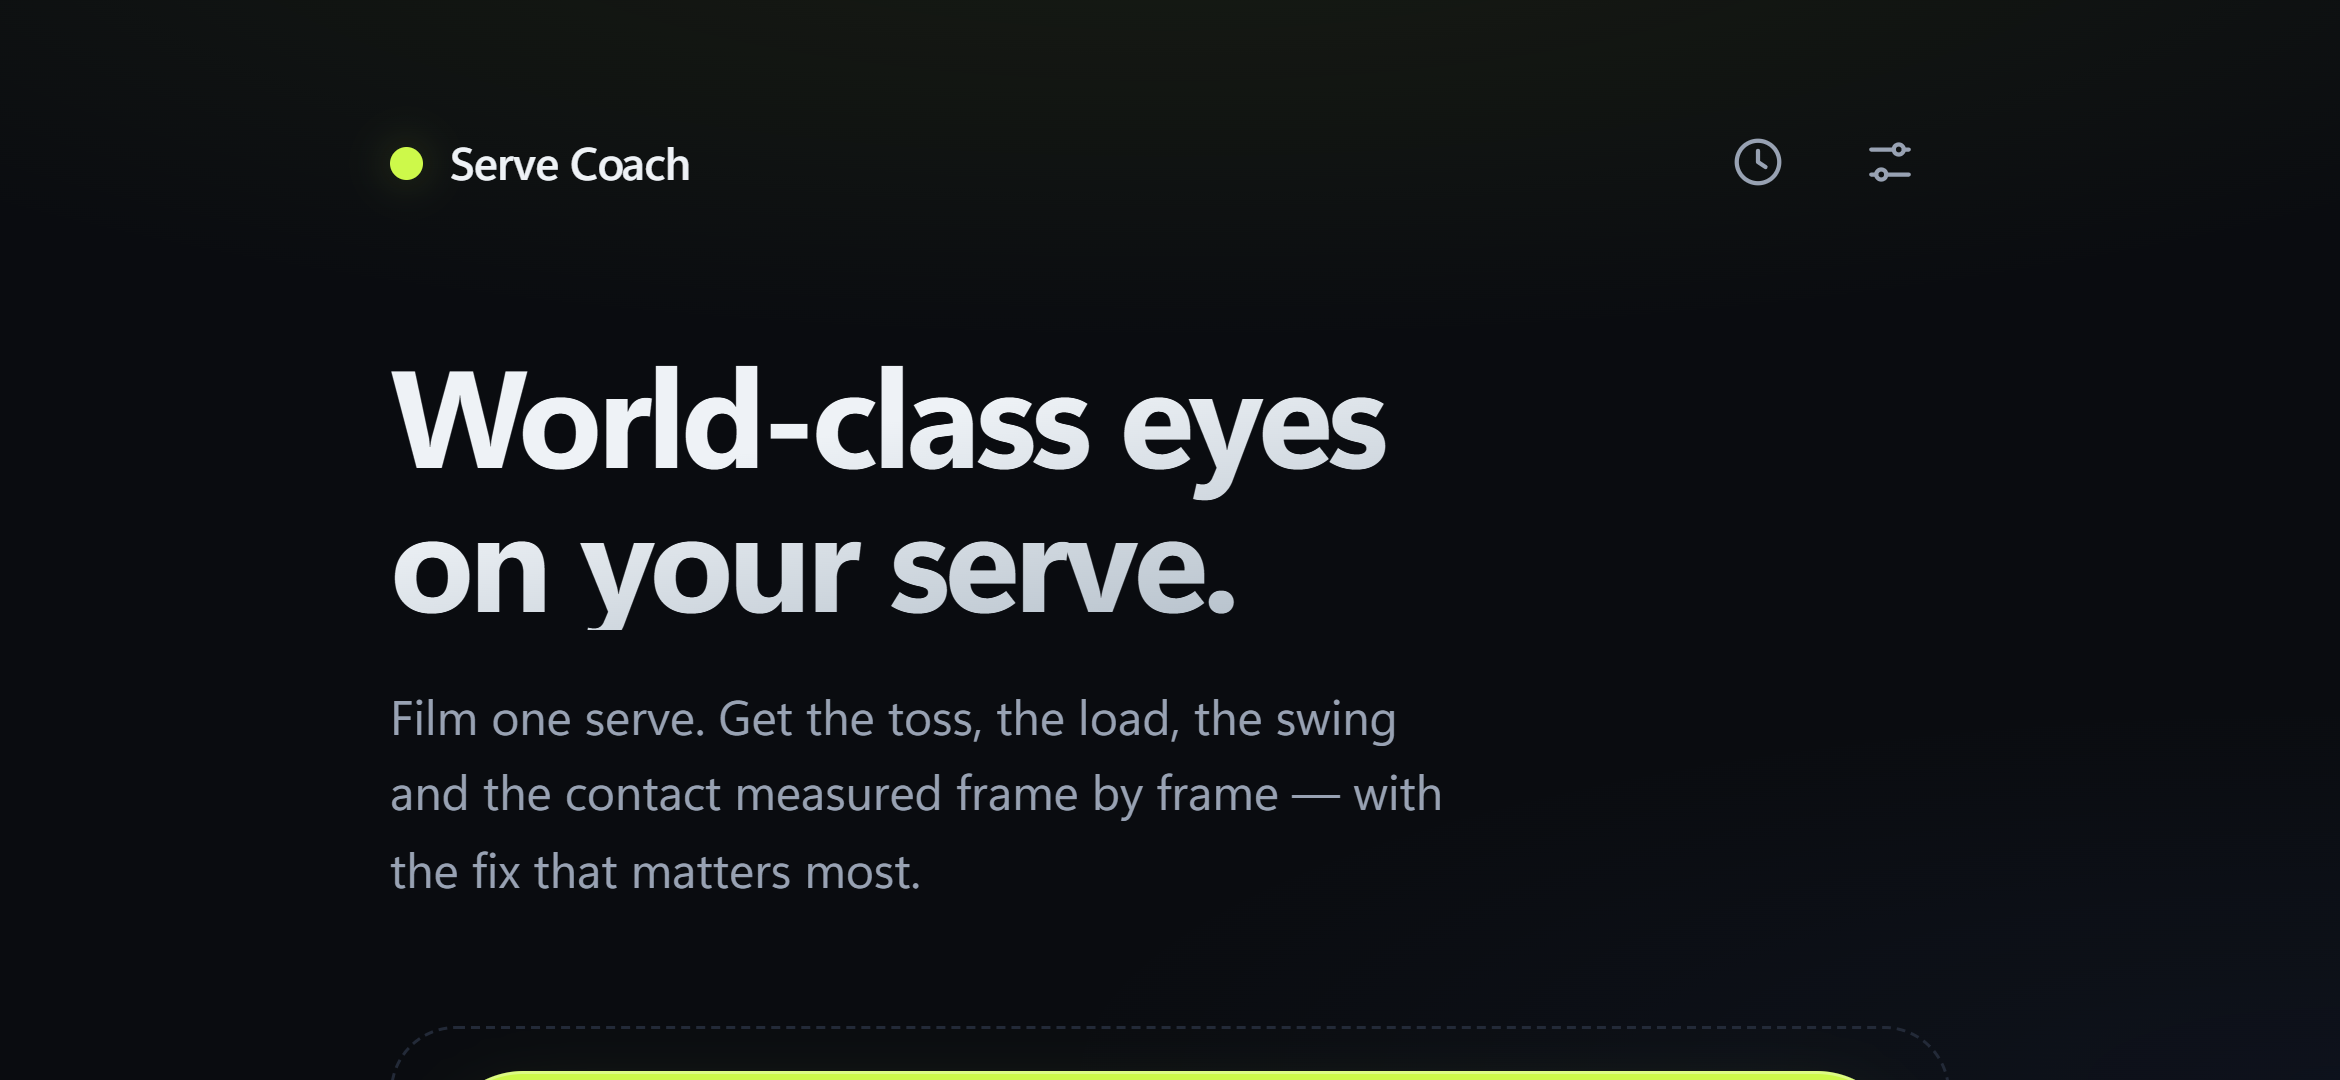 Serve Coach
World-class eyes
on your serve.
Film one serve. Get the toss, the load, the swing
and the contact measured frame by frame — with
the fix that matters most.